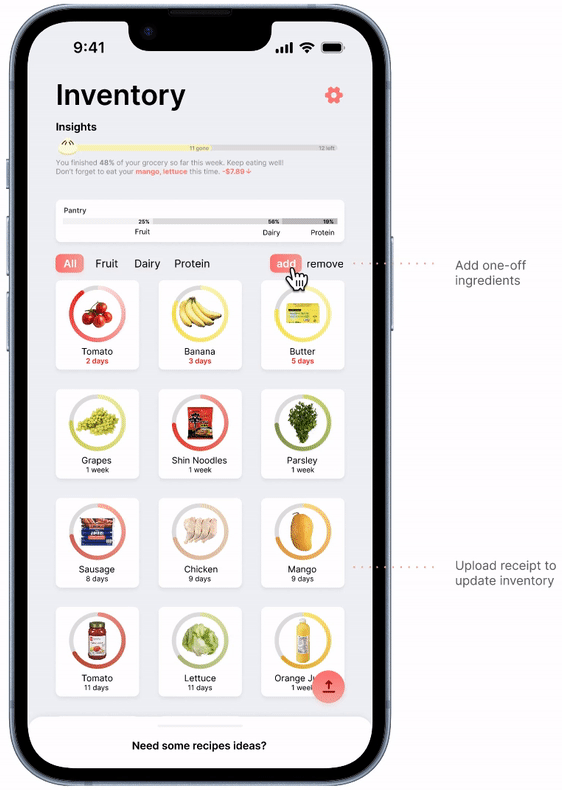 9:41
Inventory
Insights
11 gone
12 left
You finished 48% of your grocery so far this week. Keep eating well!
Don't forget to eat your mango, lettuce this time. -$7.89↓
Pantry
25%
56%
19%
Fruit
Dairy
Protein
All
Fruit
Dairy
Protein
add
remove
Add one-off
ingredients
Tomato
2 days
Banana
3 days
Butter
5 days
Grapes
1 week
Shin Noodles
1 week
Parsley
1 week
Sausage
8 days
Chicken
9 days
Mango
9 days
Upload receipt to
update inventory
Tomato
11 days
Lettuce
11 days
Orange Ju
1 week
Need some recipes ideas?